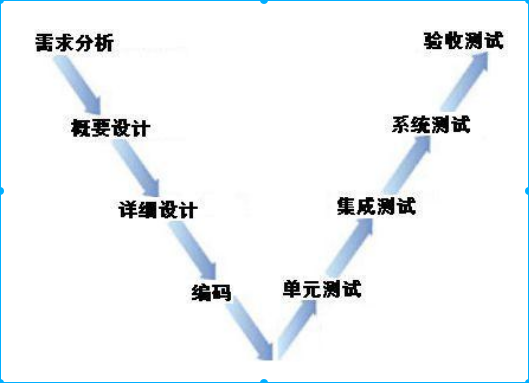 需求分析
验收测试
概要设计
系统测试
详细设计
集成测试
编码
单元测试